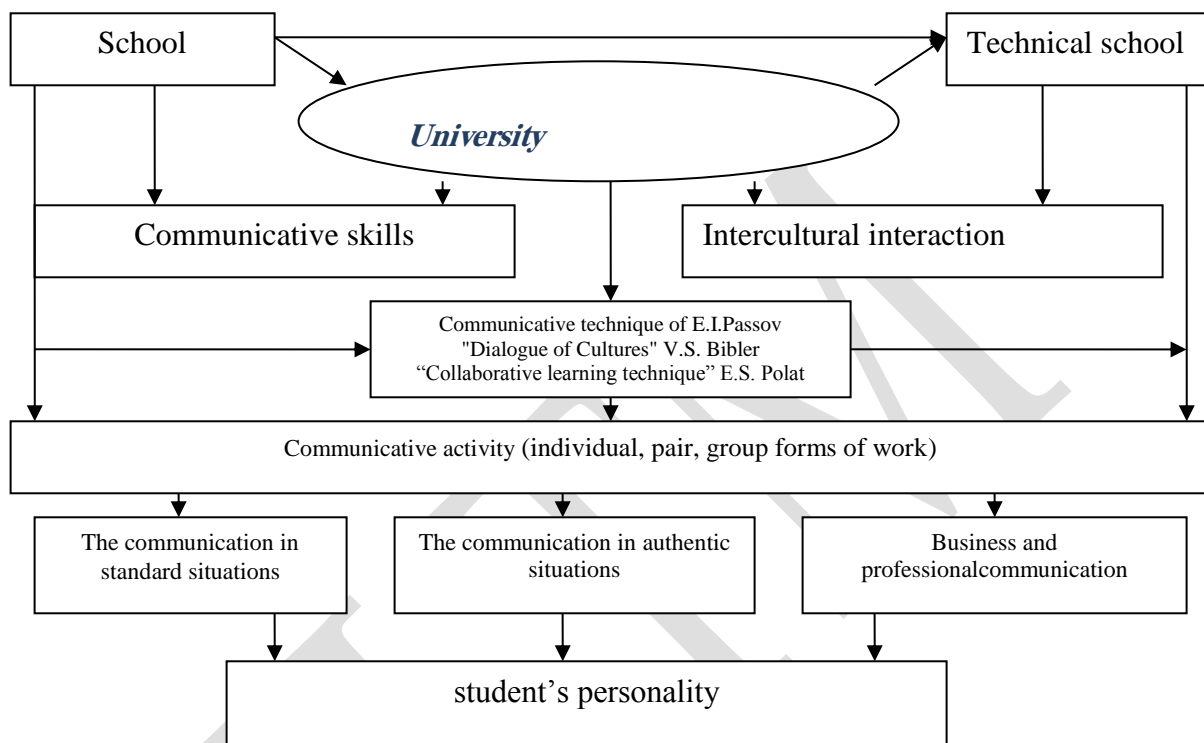 School
Technical school
University
Communicative skills
Intercultural interaction
Communicative technique of E.I.Passov
"Dialogue of Cultures" V.S. Bibler
“Collaborative learning technique” E.S. Polat
Communicative activity (individual, pair, group forms of work)
The communication in
standard situations
The communication in authentic
situations
Business and
professionalcommunication
student’s personality